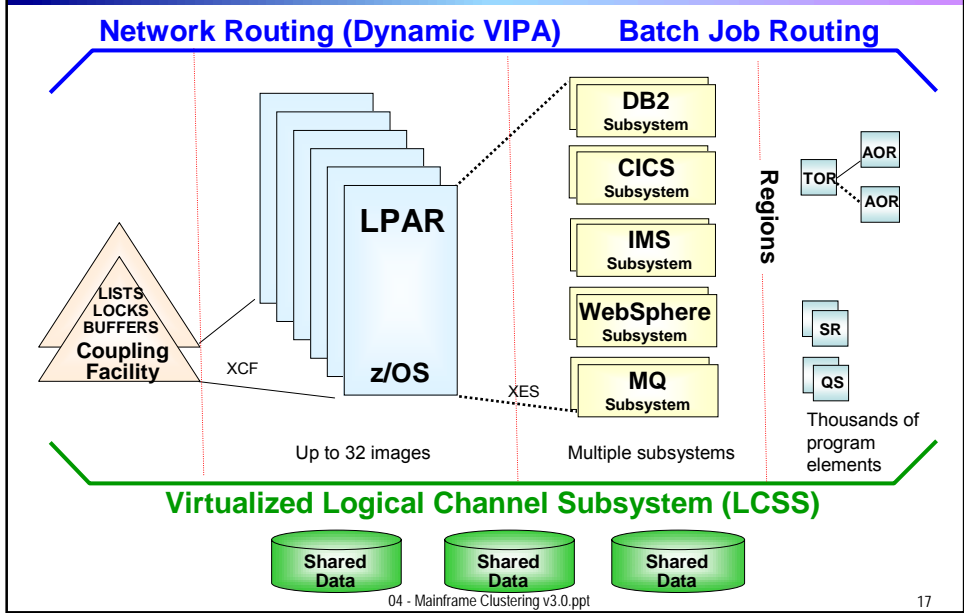 Network Routing (Dynamic VIPA) Batch Job Routing
LISTS
LOCKS
BUFFERS
Coupling
Facility
XCF
LPAR
z/OS
Up to 32 images
XES
DB2
Subsystem
CICS
Subsystem
IMS
Subsystem
WebSphere
Subsystem
MQ
Subsystem
Multiple subsystems
Regions
TOR
AOR
AOR
SR
QS
Thousands of
program
elements
Virtualized Logical Channel Subsystem (LCSS)
Shared
Data
Shared
Data
Shared
Data
04 - Mainframe Clustering v3.0.ppt
17